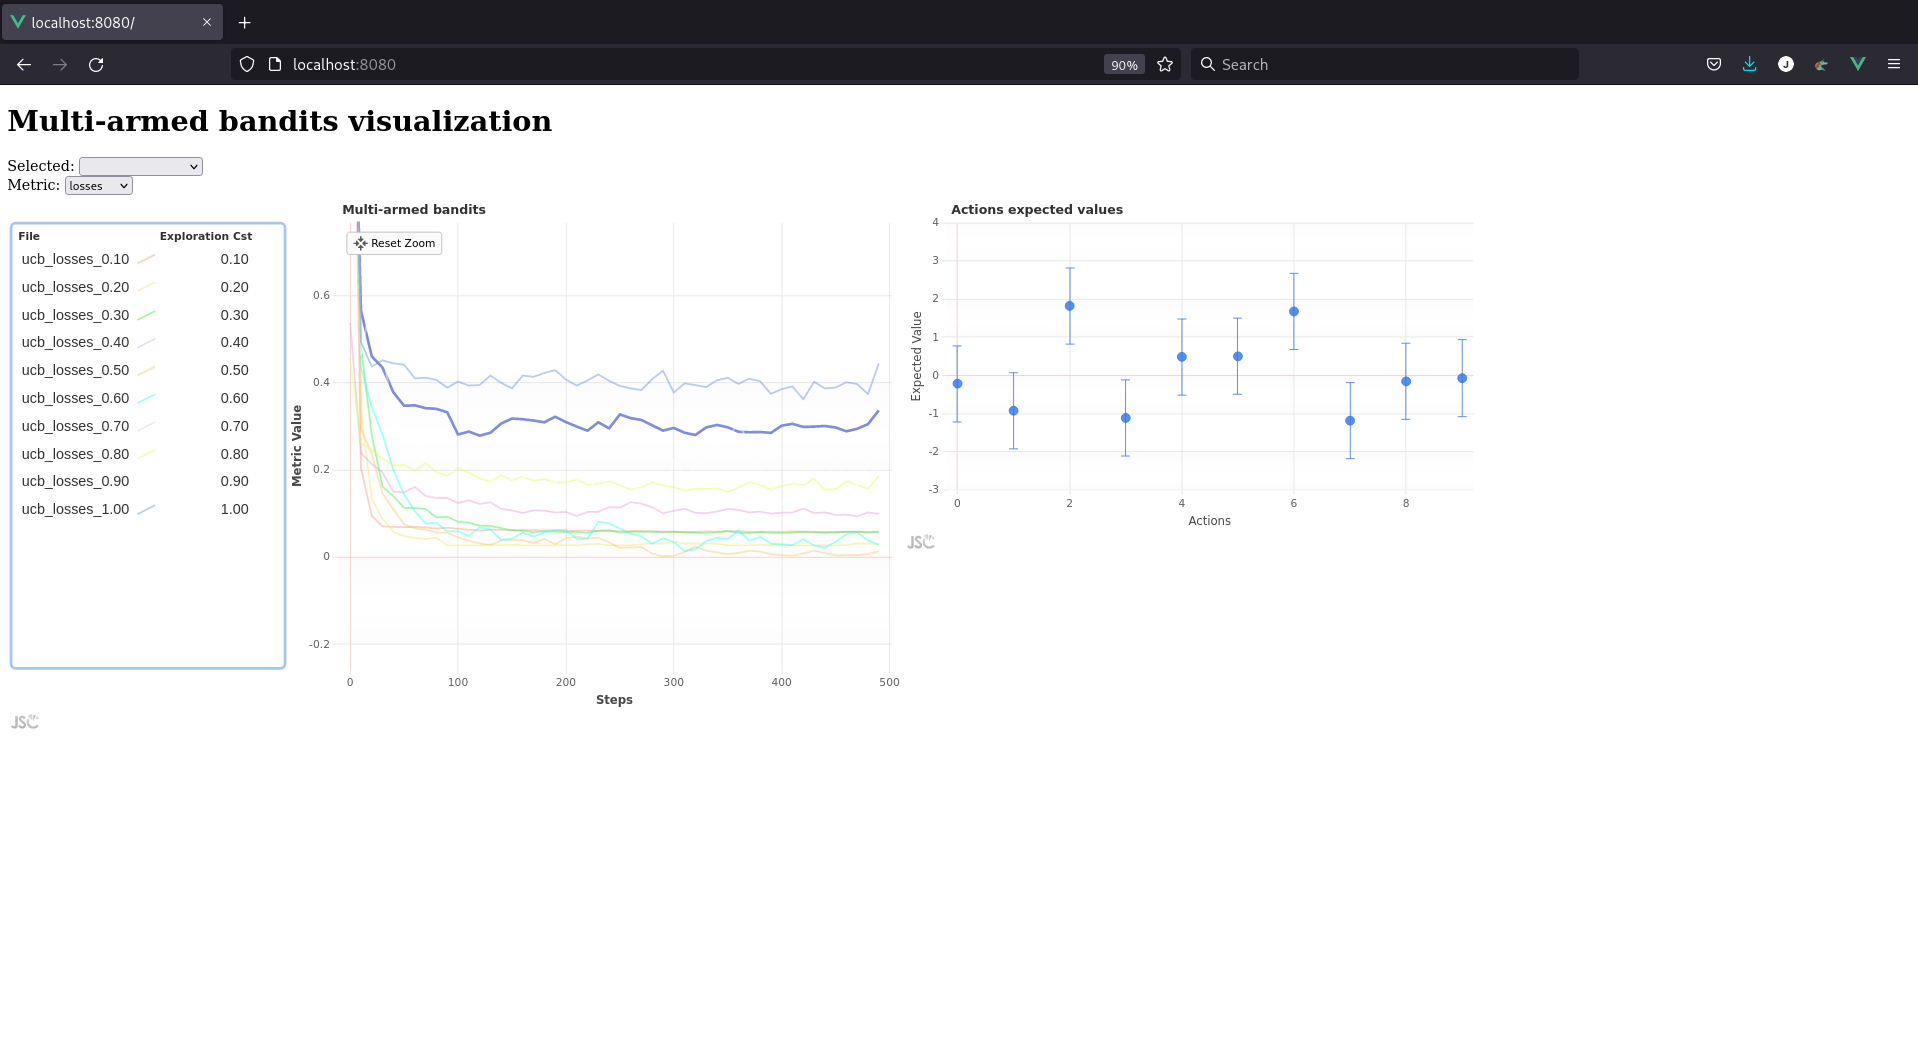 localhost:8080/
localhost:8080
90%
Search
J
Multi-armed bandits visualization
Selected:
Metric: losses
File Exploration Cst
ucb_losses_0.10 0.10
ucb_losses_0.20 0.20
ucb_losses_0.30 0.30
ucb_losses_0.40 0.40
ucb_losses_0.50 0.50
ucb_losses_0.60 0.60
ucb_losses_0.70 0.70
ucb_losses_0.80 0.80
ucb_losses_0.90 0.90
ucb_losses_1.00 1.00
JSC
Multi-armed bandits
Reset Zoom
Metric Value
0.6
0.4
0.2
0
-0.2
0 100 200 300 400 500
Steps
Actions expected values
Expected Value
4
3
2
1
0
-1
-2
-3
0 2 4 6 8
Actions
JSC